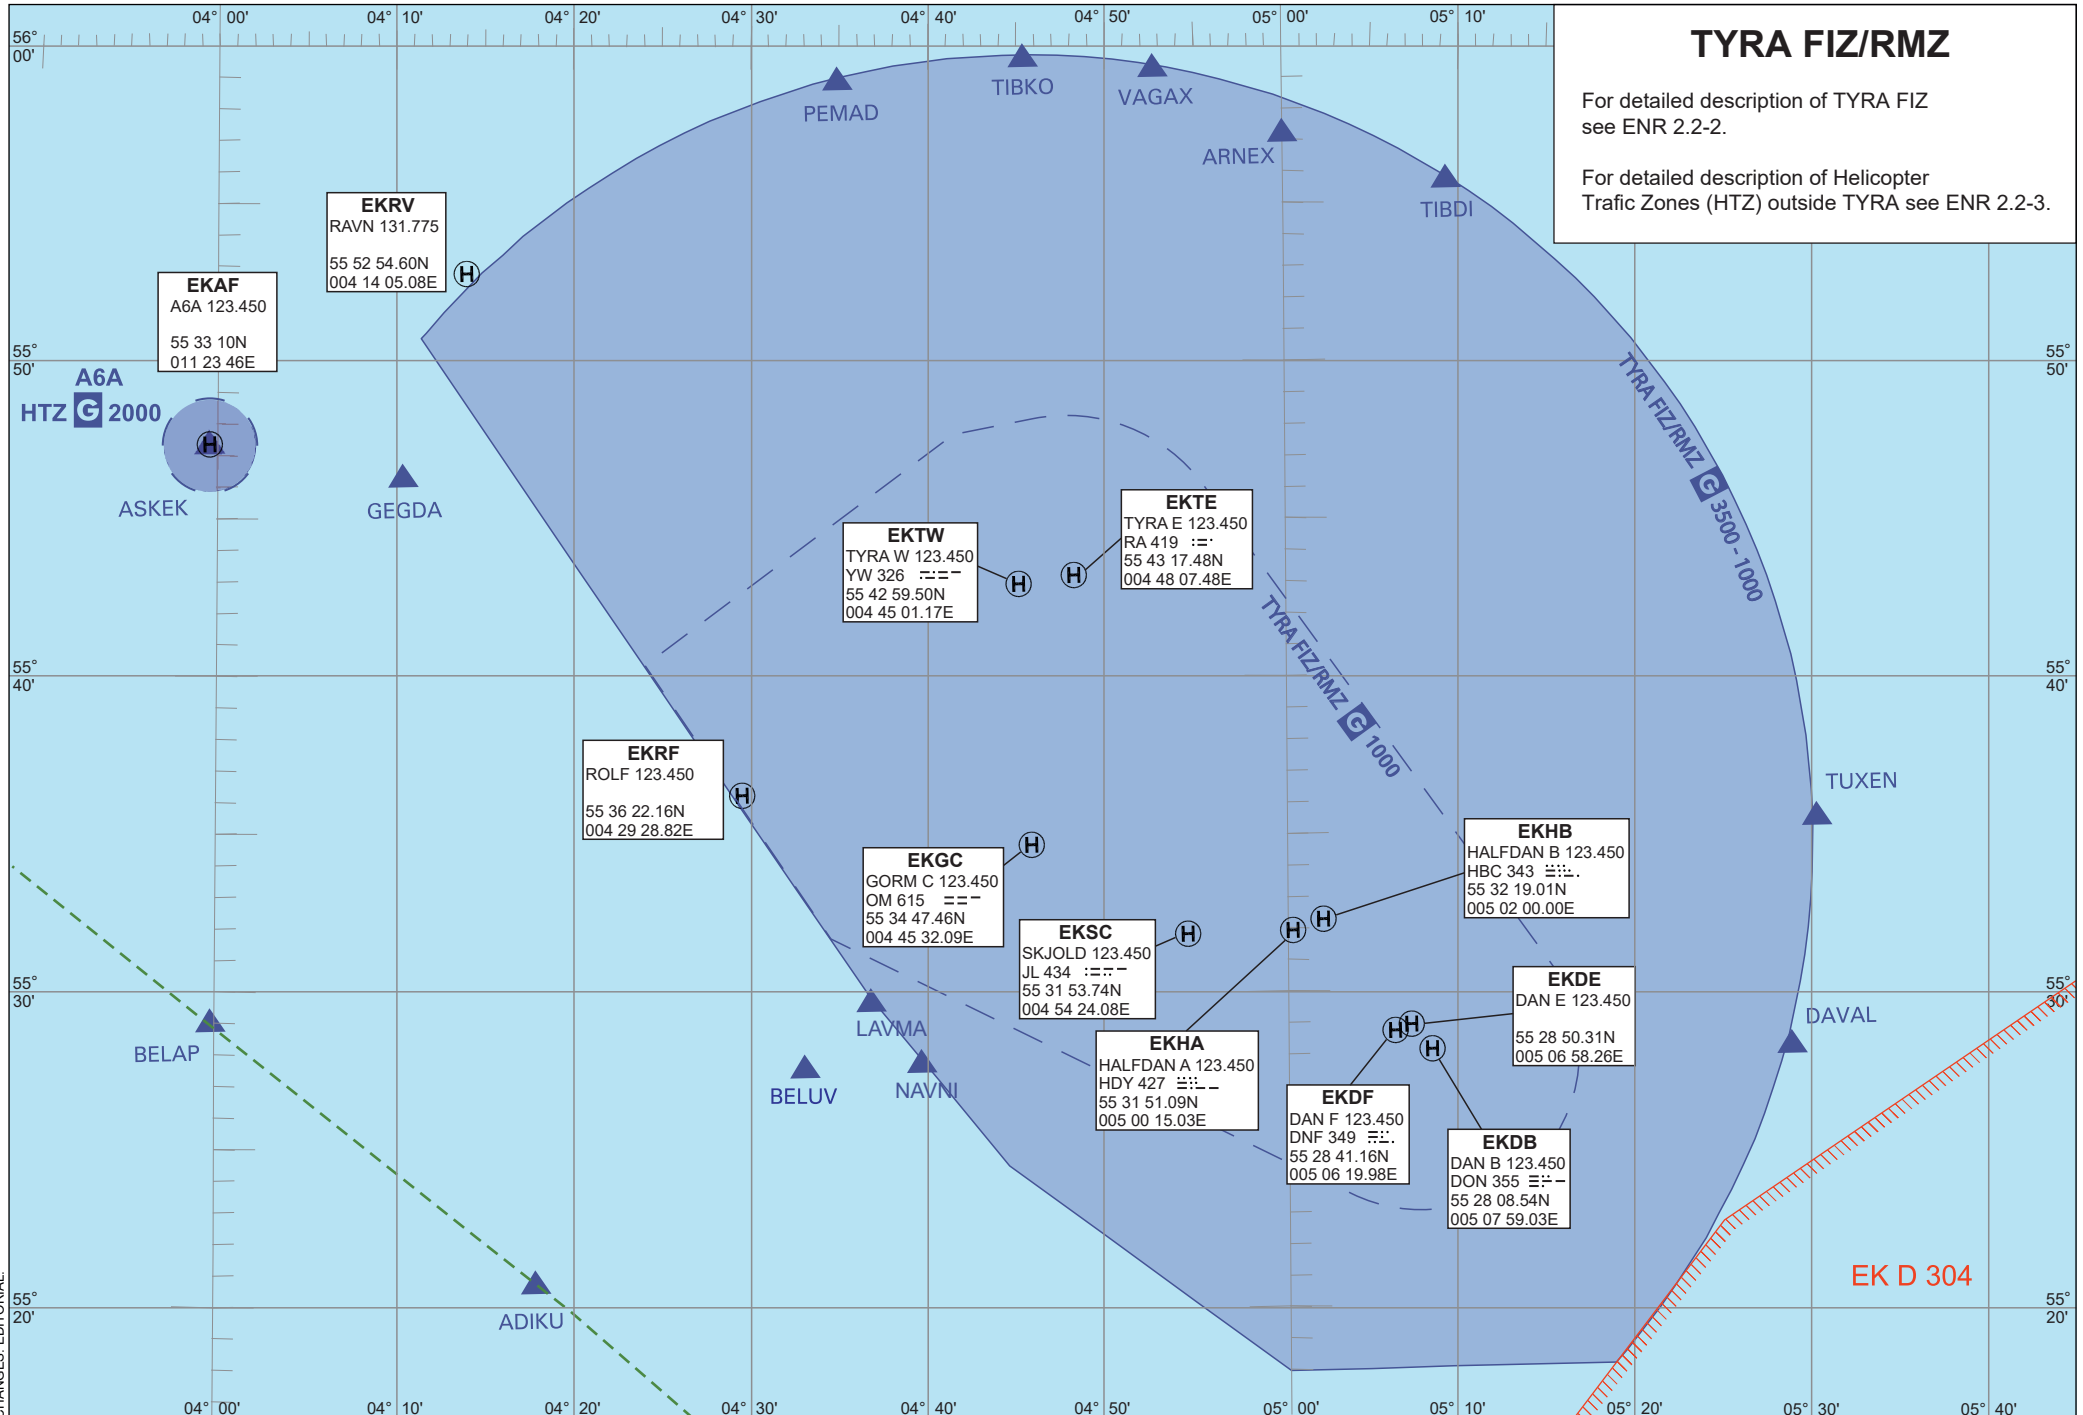 04° 00'
04° 10'
04° 20'
04° 30'
04° 40'
04° 50'
05° 00'
05° 10'
TYRA FIZ/RMZ
For detailed description of TYRA FIZ
see ENR 2.2-2.
For detailed description of Helicopter
Trafic Zones (HTZ) outside TYRA see ENR 2.2-3.
56°
00'
PEMAD
TIBKO
VAGAX
ARNEX
TIBDI
EKRV
RAVN 131.775
55 52 54.60N
004 14 05.08E
H
EKAF
A6A 123.450
55 33 10N
011 23 46E
55°
50'
55°
50'
A6A
HTZ G 2000
H
ASKEK
GEGDA
TYRA FIZ/RMZ G 3500 - 1000
EKTW
TYRA W 123.450
YW 326
55 42 59.50N
004 45 01.17E
H
EKTE
TYRA E 123.450
RA 419
55 43 17.48N
004 48 07.48E
H
TYRA FIZ/RMZ G 1000
55°
40'
55°
40'
EKRF
ROLF 123.450
55 36 22.16N
004 29 28.82E
H
TUXEN
EKGC
GORM C 123.450
OM 615
55 34 47.46N
004 45 32.09E
H
EKHB
HALFDAN B 123.450
HBC 343
55 32 19.01N
005 02 00.00E
H
EKSC
SKJOLD 123.450
JL 434
55 31 53.74N
004 54 24.08E
H
EKHA
HALFDAN A 123.450
HDY 427
55 31 51.09N
005 00 15.03E
H
EKDE
DAN E 123.450
55 28 50.31N
005 06 58.26E
H
55°
30'
55°
30'
DAVAL
LAVMA
BELAP
BELUV
NAVNI
EKDF
DAN F 123.450
DNF 349
55 28 41.16N
005 06 19.98E
H
EKDB
DAN B 123.450
DON 355
55 28 08.54N
005 07 59.03E
H
EK D 304
55°
20'
55°
20'
ADIKU
CHANGES: EDITORIAL.
04° 00'
04° 10'
04° 20'
04° 30'
04° 40'
04° 50'
05° 00'
05° 10'
05° 20'
05° 30'
05° 40'